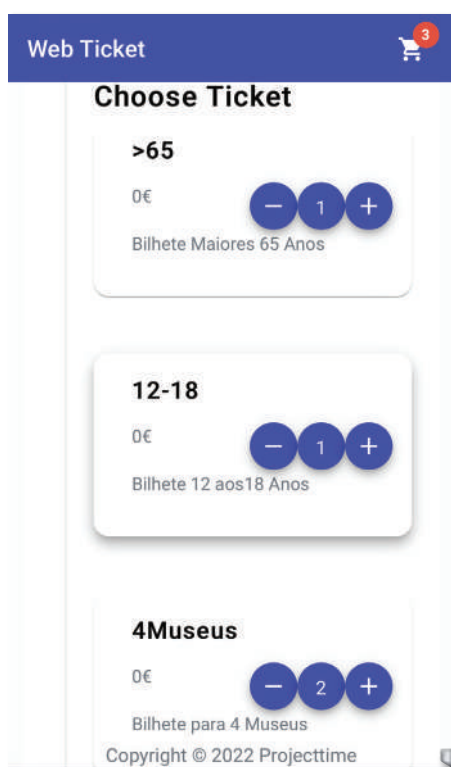 Web Ticket
3
Choose Ticket
>65
0€
− 1 +
Bilhete Maiores 65 Anos
12-18
0€
− 1 +
Bilhete 12 aos18 Anos
4Museus
0€
− 2 +
Bilhete para 4 Museus
Copyright © 2022 Projecttime